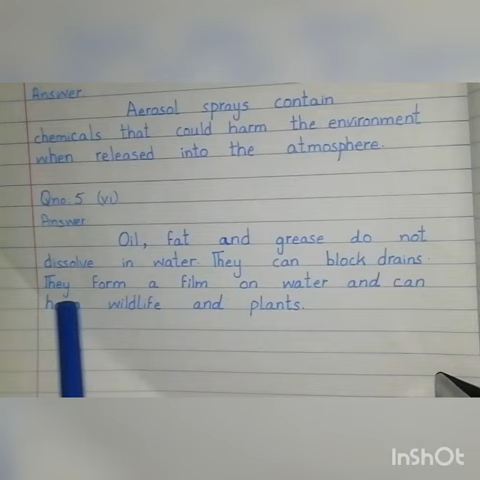 Answer
Aerosol sprays contain
chemicals that could harm the environment
when released into the atmosphere.
Qno. 5 (vi)
Answer
Oil, fat and grease do not
dissolve in water. They can block drains.
They form a film on water and can
wildlife and plants.
InShOt